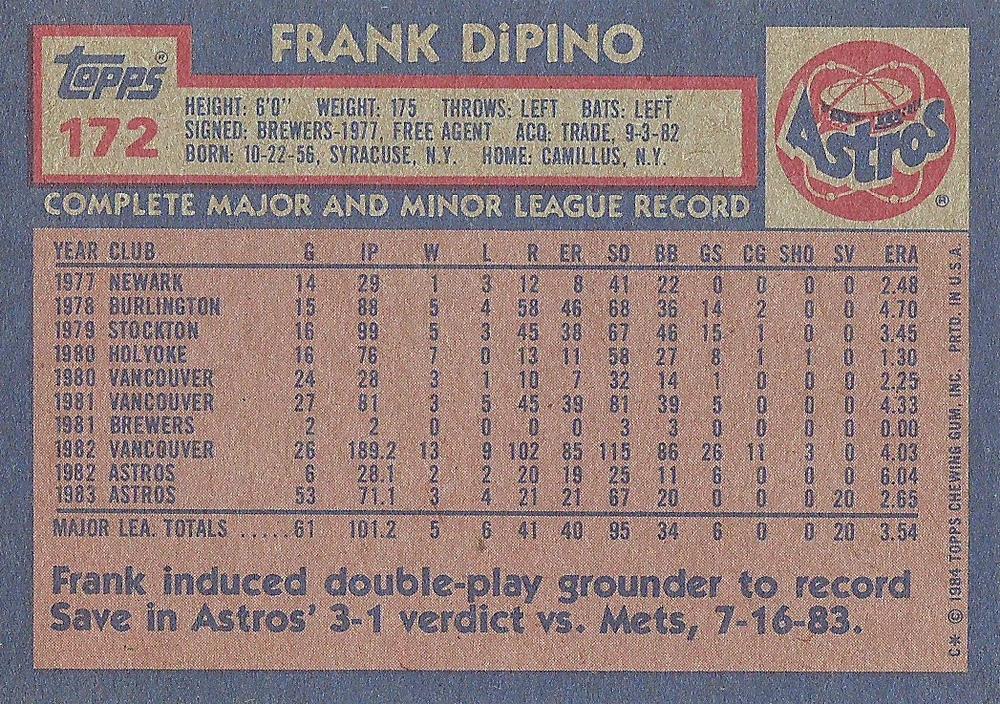 FRANK DiPINO
TOPPS®
172
HEIGHT: 6'0" WEIGHT: 175 THROWS: LEFT BATS: LEFT
SIGNED: BREWERS-1977, FREE AGENT ACQ: TRADE, 9-3-82
BORN: 10-22-56, SYRACUSE, N.Y. HOME: CAMILLUS, N.Y.
Astros
®
COMPLETE MAJOR AND MINOR LEAGUE RECORD
YEAR CLUB G IP W L R ER SO BB GS CG SHO SV ERA
1977 NEWARK 14 29 1 3 12 8 41 22 0 0 0 0 2.48
1978 BURLINGTON 15 88 5 4 58 46 68 36 14 2 0 0 4.70
1979 STOCKTON 16 99 5 3 45 38 67 46 15 1 0 0 3.45
1980 HOLYOKE 16 76 7 0 13 11 58 27 8 1 1 0 1.30
1980 VANCOUVER 24 28 3 1 10 7 32 14 1 0 0 0 2.25
1981 VANCOUVER 27 81 3 5 45 39 81 39 5 0 0 0 4.33
1981 BREWERS 2 2 0 0 0 0 3 3 0 0 0 0 0.00
1982 VANCOUVER 26 189.2 13 9 102 85 115 86 26 11 3 0 4.03
1982 ASTROS 6 28.1 2 2 20 19 25 11 6 0 0 0 6.04
1983 ASTROS 53 71.1 3 4 21 21 67 20 0 0 0 20 2.65
MAJOR LEA. TOTALS .....61 101.2 5 6 41 40 95 34 6 0 0 20 3.54
Frank induced double-play grounder to record
Save in Astros' 3-1 verdict vs. Mets, 7-16-83.
C* © 1984 TOPPS CHEWING GUM, INC. PRTD. IN U.S.A.